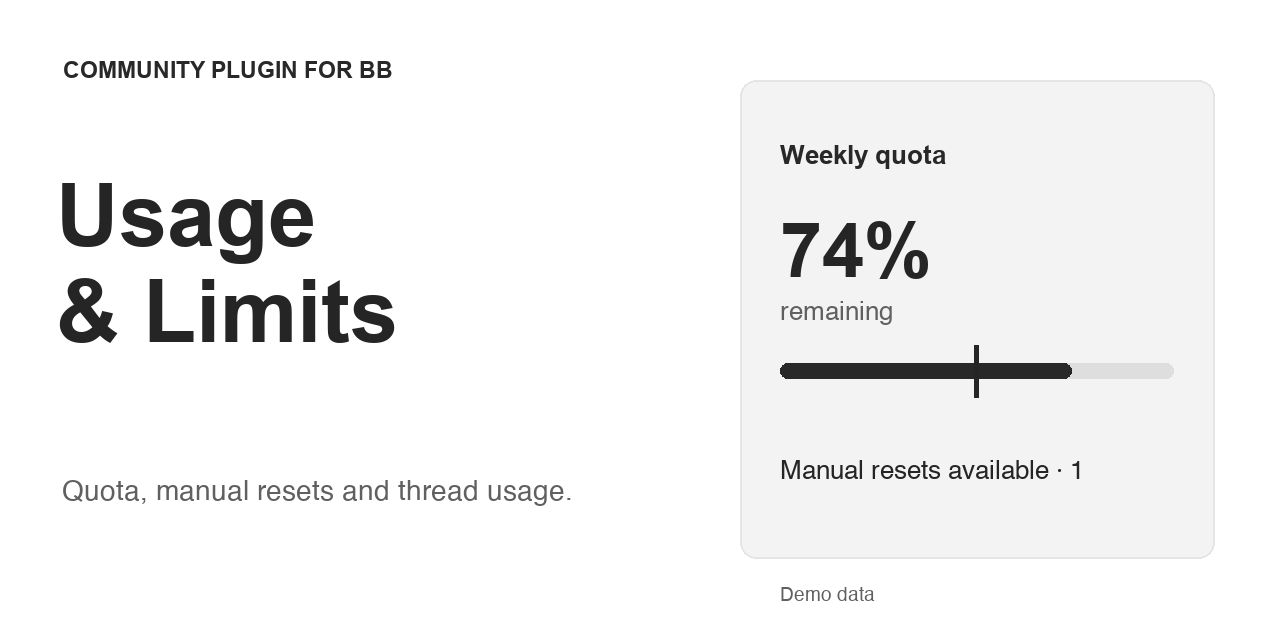 COMMUNITY PLUGIN FOR BB
Usage
& Limits
Quota, manual resets and thread usage.
Weekly quota
74%
remaining
Manual resets available · 1
Demo data